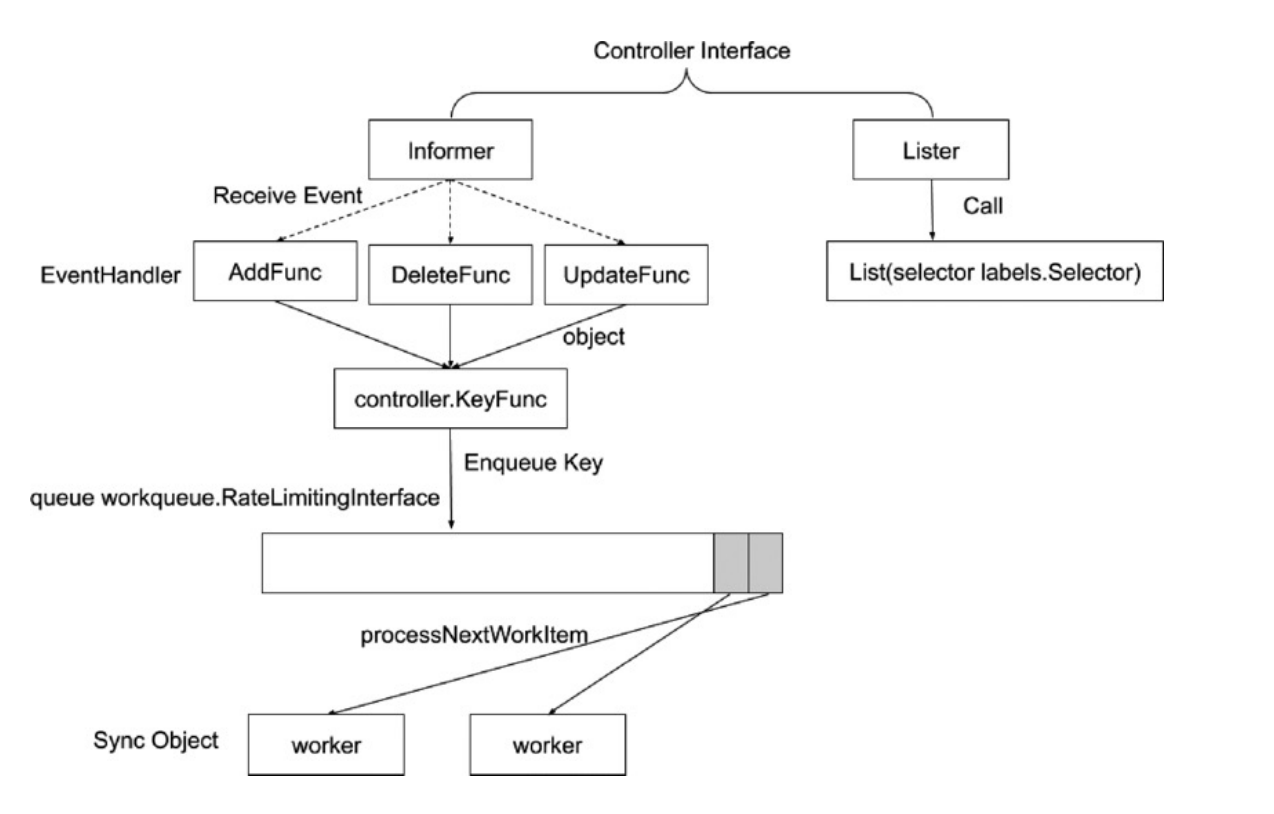 Controller Interface
Informer
Lister
Receive Event
Call
EventHandler
AddFunc
DeleteFunc
UpdateFunc
List(selector labels.Selector)
object
controller.KeyFunc
Enqueue Key
queue workqueue.RateLimitingInterface
processNextWorkItem
Sync Object
worker
worker